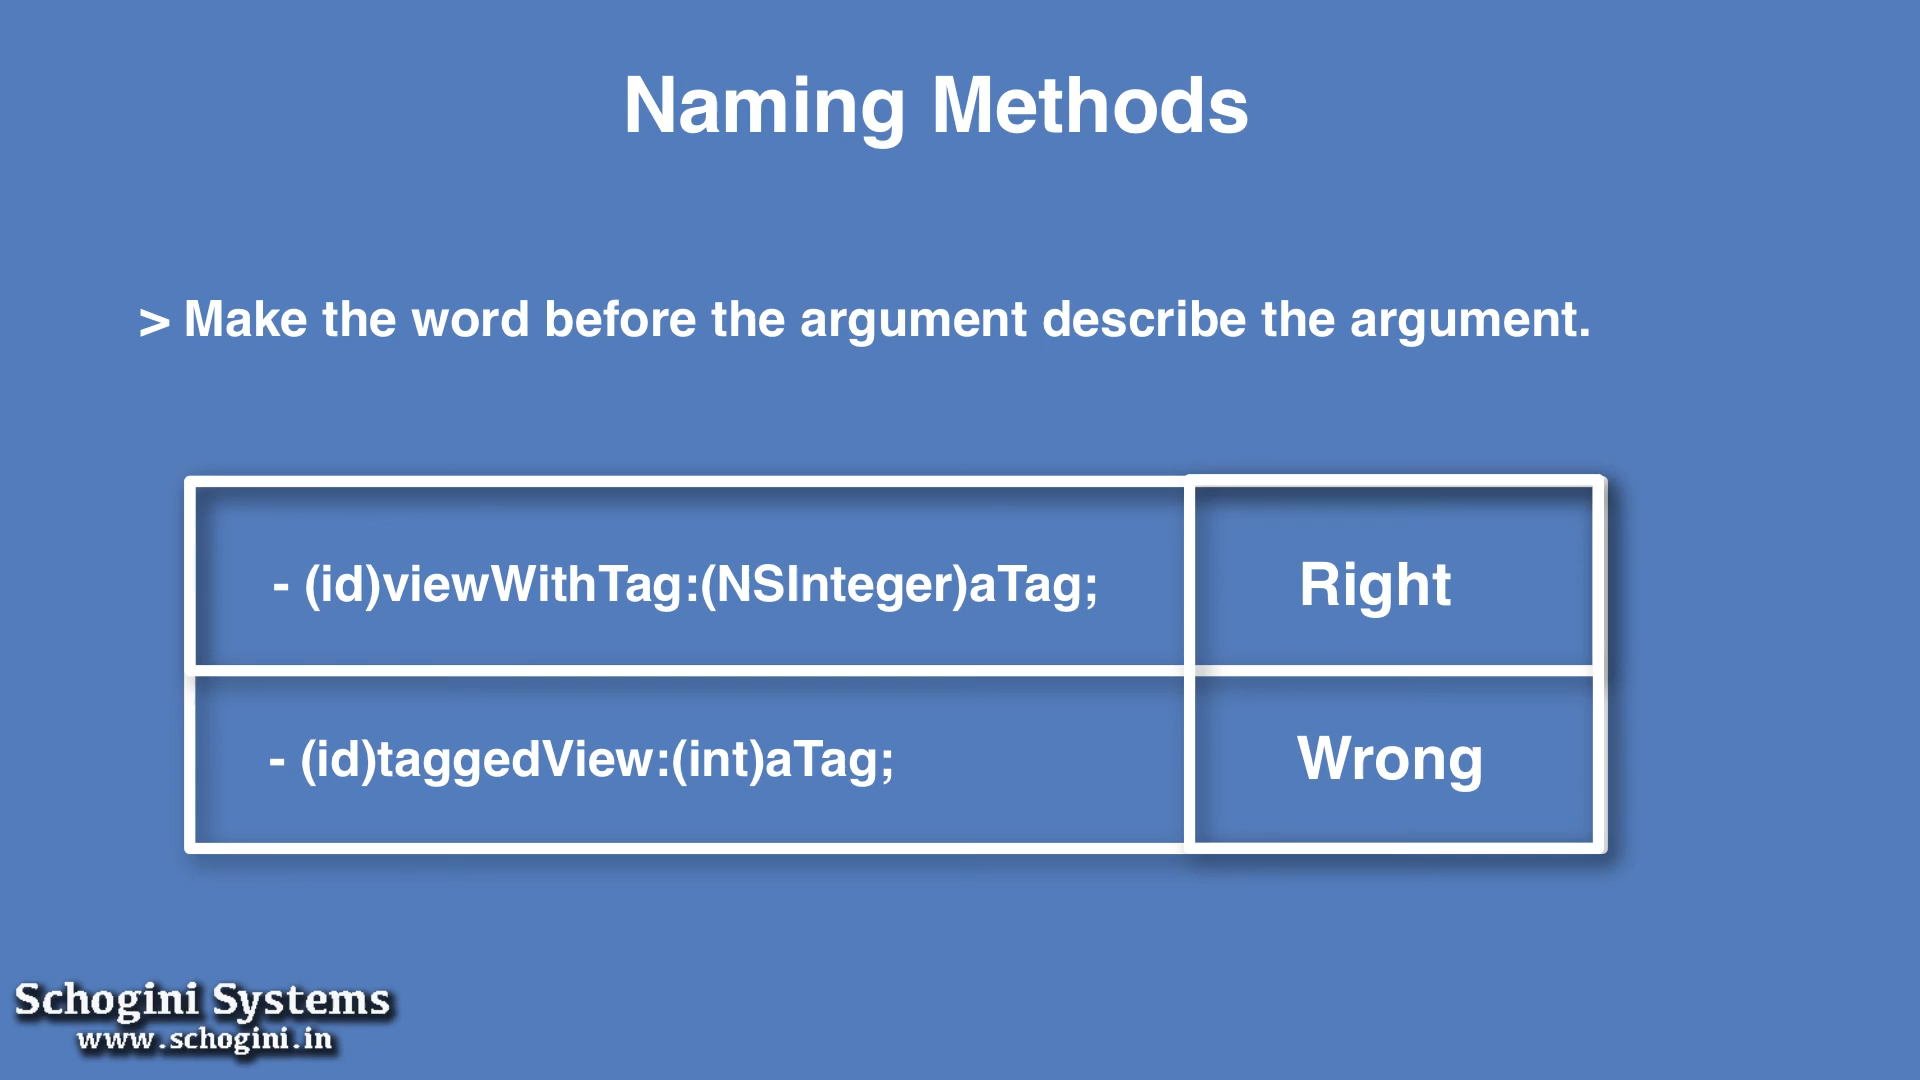 Naming Methods
> Make the word before the argument describe the argument.
- (id)viewWithTag:(NSInteger)aTag;
Right
- (id)taggedView:(int)aTag;
Wrong
Schogini Systems
www.schogini.in